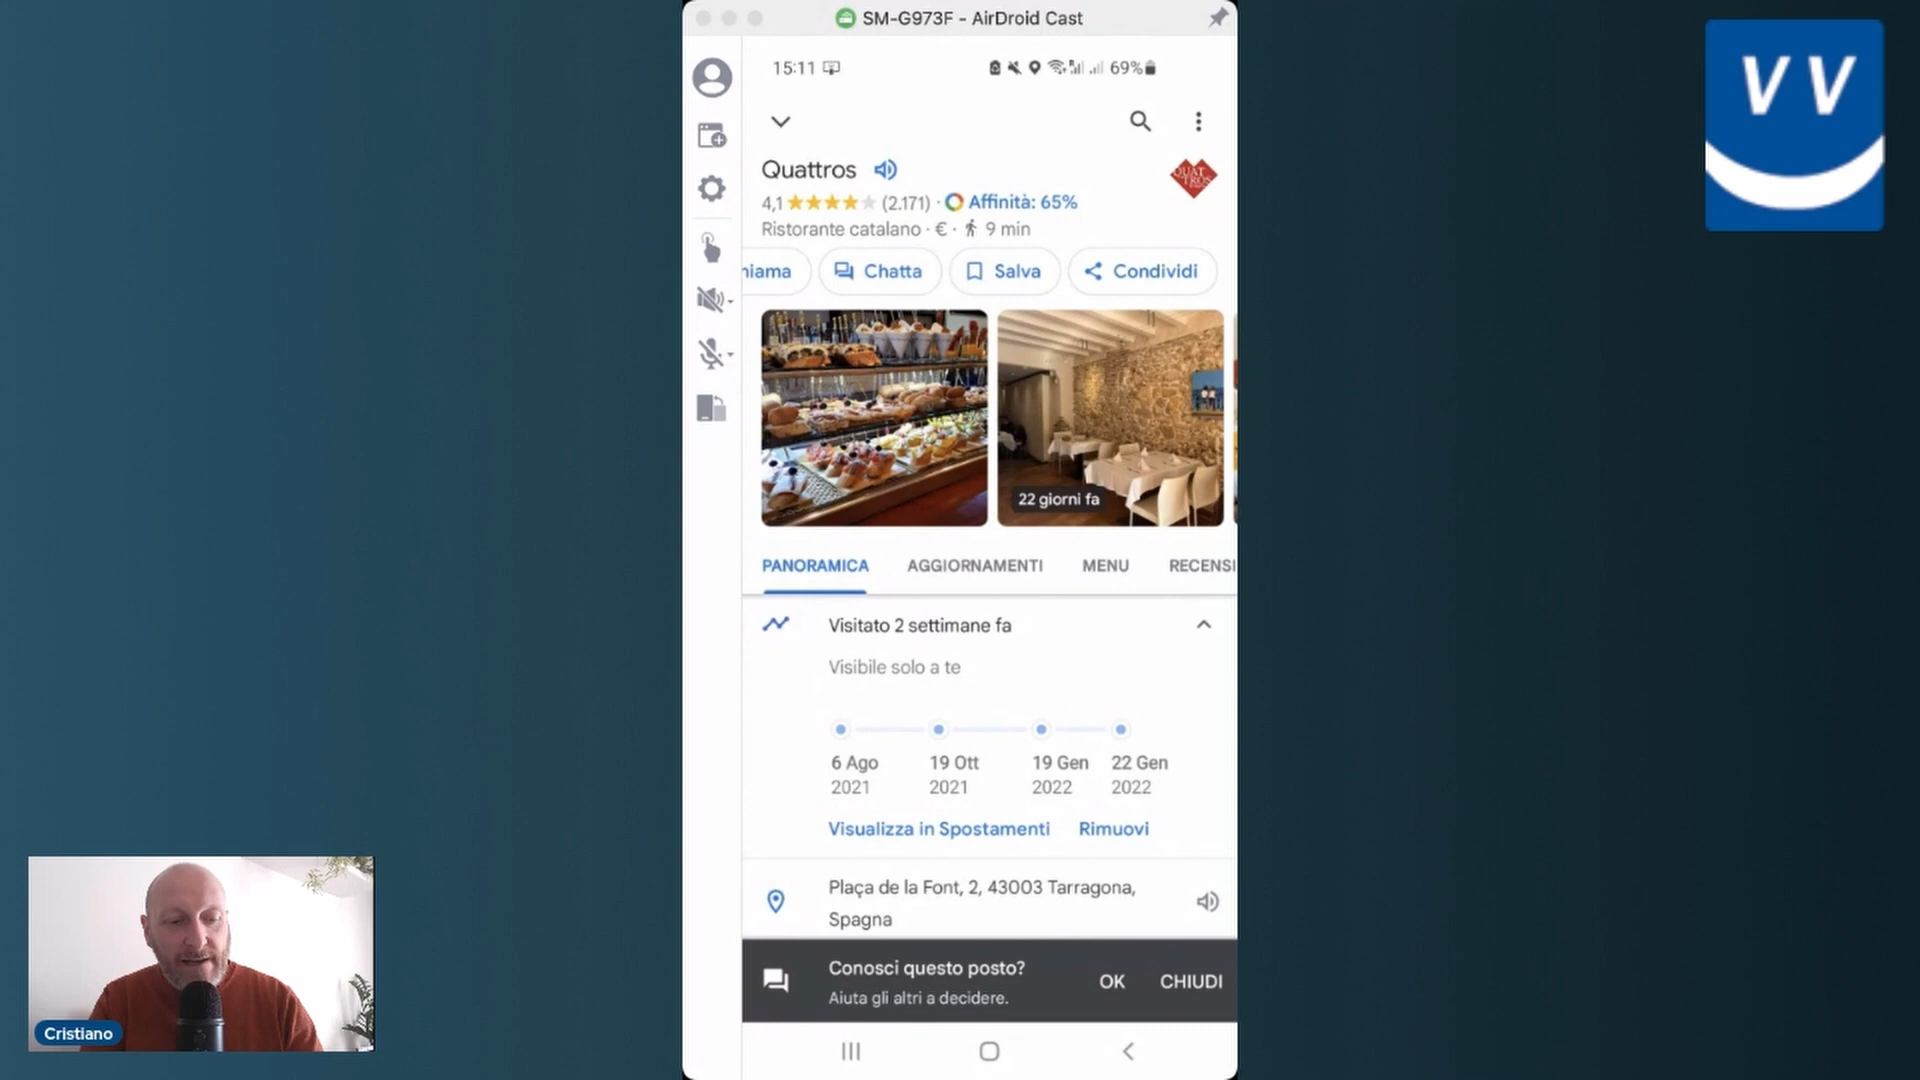 SM-G973F - AirDroid Cast
VV
15:11
69%
Quattros
QUAT
TROS
4,1 (2.171) · Affinità: 65%
Ristorante catalano · € · 9 min
hiama
Chatta
Salva
Condividi
22 giorni fa
PANORAMICA
AGGIORNAMENTI
MENU
RECENSI
Visitato 2 settimane fa
Visibile solo a te
6 Ago
2021
19 Ott
2021
19 Gen
2022
22 Gen
2022
Visualizza in Spostamenti
Rimuovi
Plaça de la Font, 2, 43003 Tarragona,
Spagna
Conosci questo posto?
Aiuta gli altri a decidere.
OK
CHIUDI
Cristiano